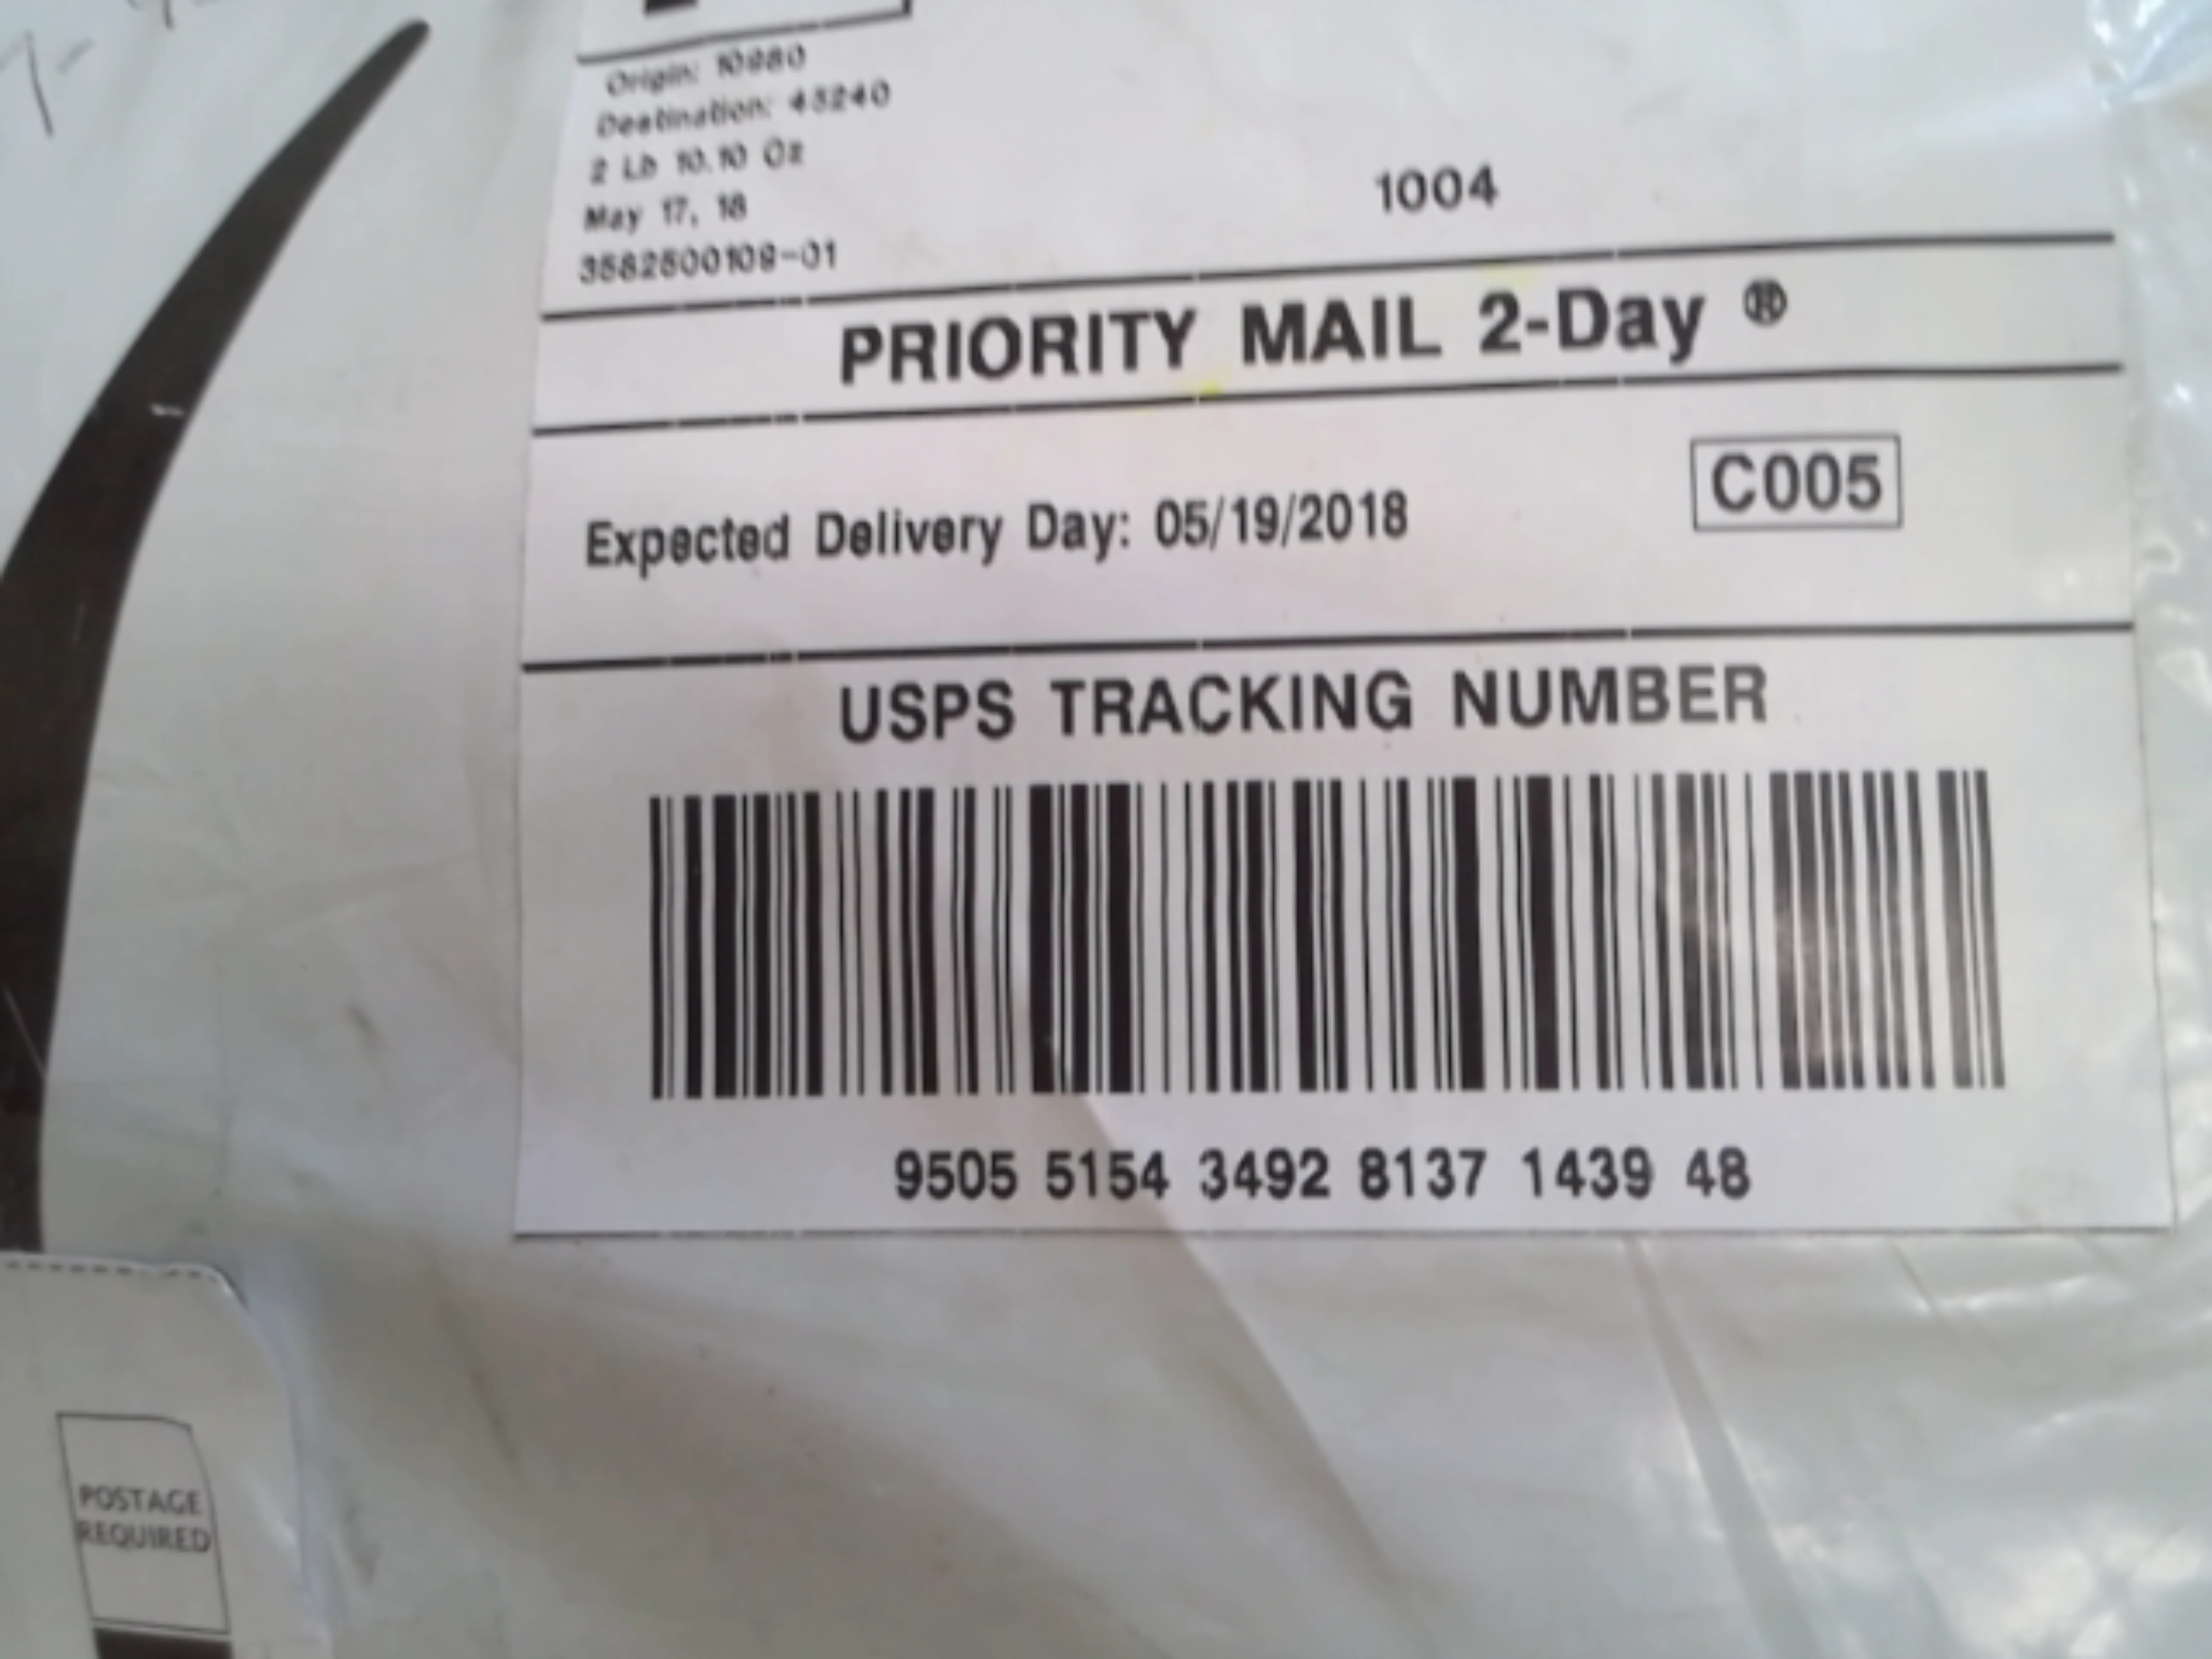 Origin: 10980
Destination: 45240
2 Lb 10.10 Oz
May 17, 18
3582800109-01
1004
PRIORITY MAIL 2-Day ®
Expected Delivery Day: 05/19/2018
C005
USPS TRACKING NUMBER
9505 5154 3492 8137 1439 48
POSTAGE
REQUIRED